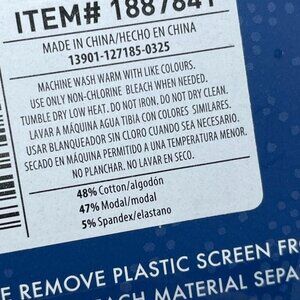 ITEM# 1887841
MADE IN CHINA/HECHO EN CHINA
13901-127185-0325
MACHINE WASH WARM WITH LIKE COLOURS.
USE ONLY NON-CHLORINE BLEACH WHEN NEEDED.
TUMBLE DRY LOW HEAT. DO NOT IRON. DO NOT DRY CLEAN.
LAVAR A MÁQUINA AGUA TIBIA CON COLORES SIMILARES.
USAR BLANQUEADOR SIN CLORO CUANDO SEA NECESARIO.
SECADO EN MÁQUINA PERMITIDO A UNA TEMPERATURA MENOR.
NO PLANCHAR. NO LAVAR EN SECO.
48% Cotton/algodón
47% Modal/modal
5% Spandex/elastano
REMOVE PLASTIC SCREEN
MATERIAL